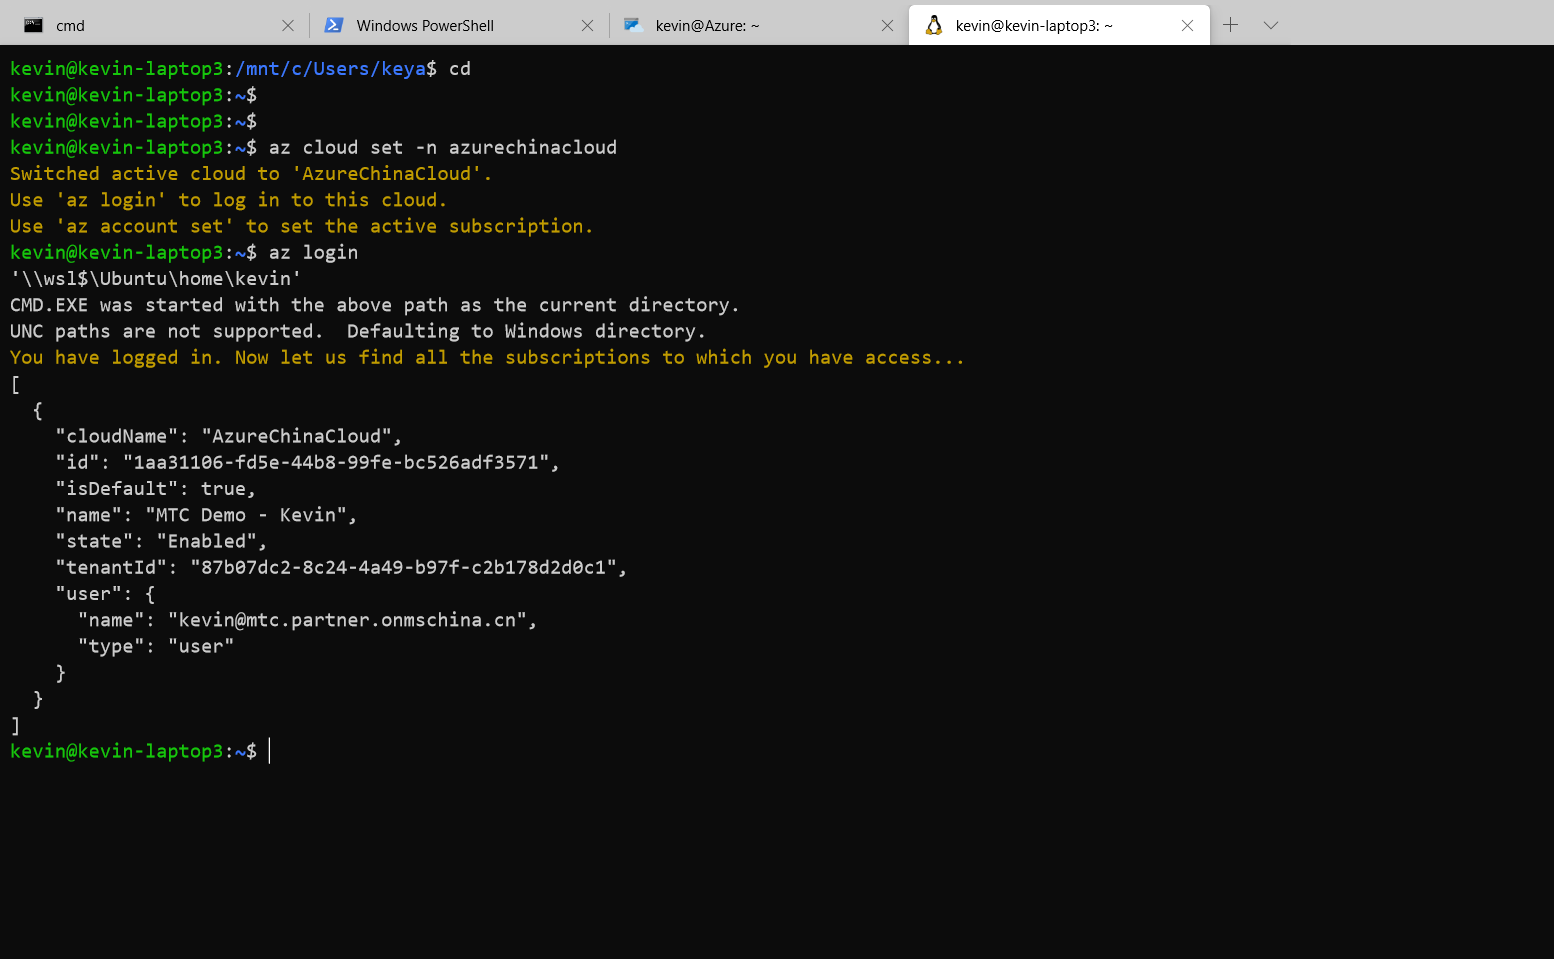 cmd
Windows PowerShell
kevin@Azure: ~
kevin@kevin-laptop3: ~
kevin@kevin-laptop3:/mnt/c/Users/keya$ cd
kevin@kevin-laptop3:~$
kevin@kevin-laptop3:~$
kevin@kevin-laptop3:~$ az cloud set -n azurechinacloud
Switched active cloud to 'AzureChinaCloud'.
Use 'az login' to log in to this cloud.
Use 'az account set' to set the active subscription.
kevin@kevin-laptop3:~$ az login
'\\wsl$\Ubuntu\home\kevin'
CMD.EXE was started with the above path as the current directory.
UNC paths are not supported.  Defaulting to Windows directory.
You have logged in. Now let us find all the subscriptions to which you have access...
[
  {
    "cloudName": "AzureChinaCloud",
    "id": "1aa31106-fd5e-44b8-99fe-bc526adf3571",
    "isDefault": true,
    "name": "MTC Demo - Kevin",
    "state": "Enabled",
    "tenantId": "87b07dc2-8c24-4a49-b97f-c2b178d2d0c1",
    "user": {
      "name": "kevin@mtc.partner.onmschina.cn",
      "type": "user"
    }
  }
]
kevin@kevin-laptop3:~$